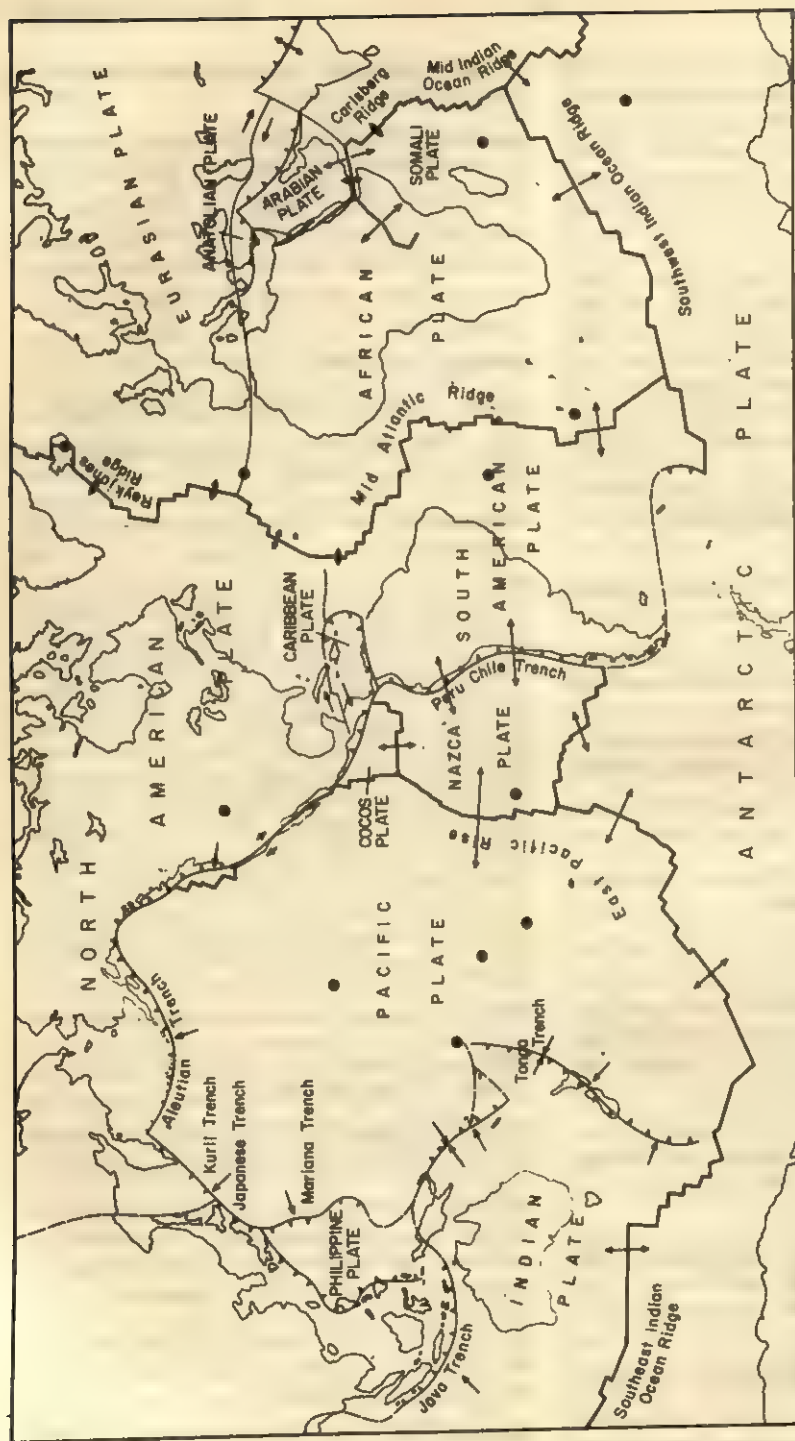 NORTH
AMERICAN
PLATE
EURASIAN PLATE
Reykjanes
Ridge
ANATOLIAN PLATE
ARABIAN
PLATE
Carlsberg
Ridge
Mid Indian
Ocean Ridge
Aleutian Trench
Kuril Trench
Japanese Trench
Mariana Trench
PHILIPPINE
PLATE
PACIFIC
PLATE
COCOS
PLATE
CARIBBEAN
PLATE
Mid Atlantic Ridge
AFRICAN
PLATE
SOMALI
PLATE
Java Trench
INDIAN
PLATE
Tonga
Trench
East Pacific Rise
NAZCA
PLATE
Peru Chile Trench
SOUTH
AMERICAN
PLATE
Southwest Indian Ocean Ridge
Southeast Indian
Ocean Ridge
ANTARCTIC PLATE